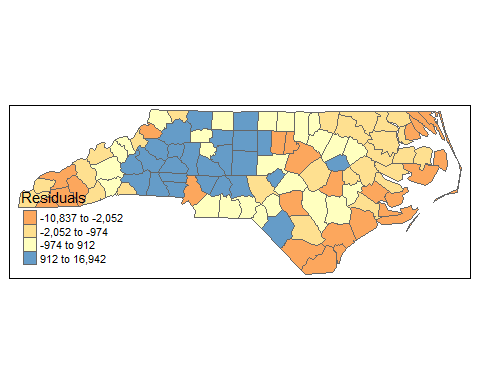 Residuals
-10,837 to -2,052
-2,052 to -974
-974 to 912
912 to 16,942